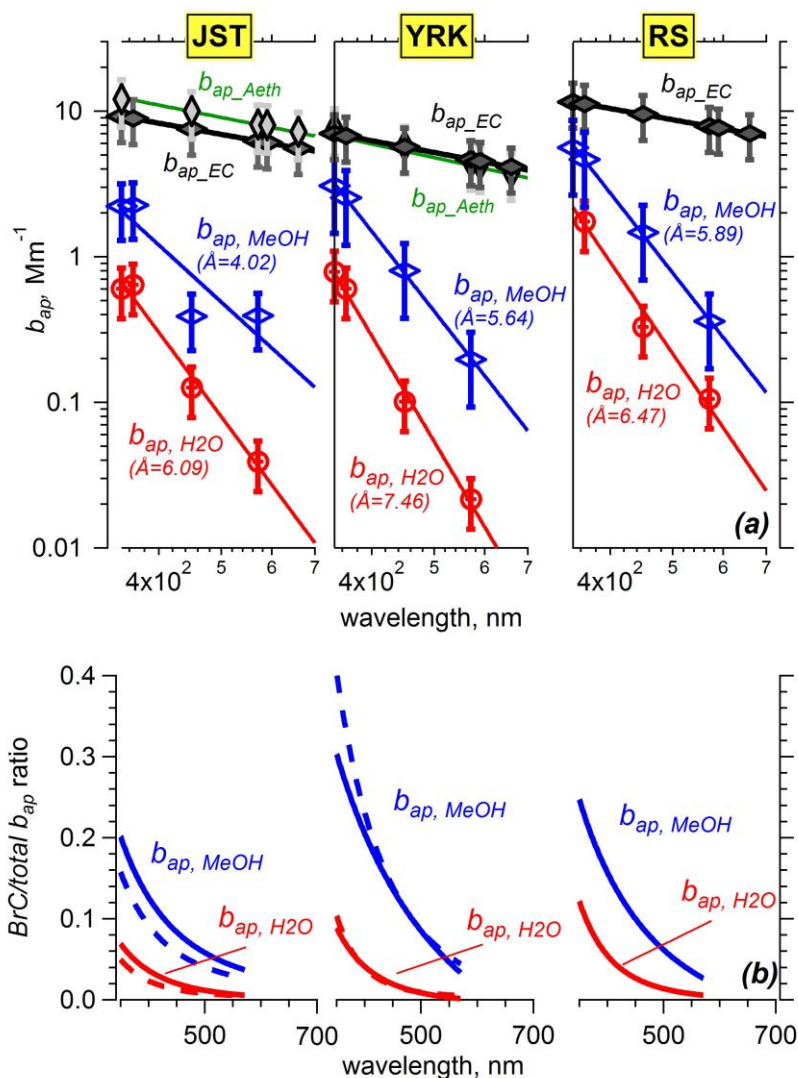 JST YRK RS
10
1
0.1
0.01
b_ap, Mm⁻¹
b_ap_Aeth
b_ap_EC
b_ap, MeOH
(Å=4.02)
b_ap, H2O
(Å=6.09)
b_ap_EC
b_ap_Aeth
b_ap, MeOH
(Å=5.64)
b_ap, H2O
(Å=7.46)
b_ap_EC
b_ap, MeOH
(Å=5.89)
b_ap, H2O
(Å=6.47)
(a)
4x10² 5 6 7 4x10² 5 6 7 4x10² 5 6 7
wavelength, nm
0.4
0.3
0.2
0.1
0.0
BrC/total b_ap ratio
b_ap, MeOH
b_ap, H2O
b_ap, MeOH
b_ap, H2O
b_ap, MeOH
b_ap, H2O
(b)
500 700 500 700 500 700
wavelength, nm